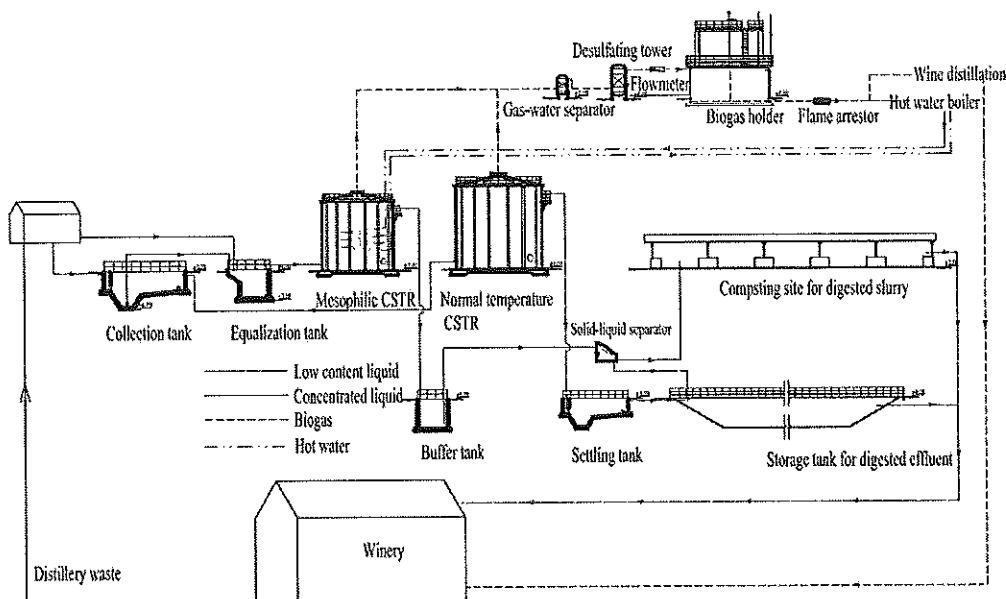 Desulfating tower
Flowmeter
Gas-water separator
Biogas holder
Flame arrestor
Wine distillation
Hot water boiler
Collection tank
Equalization tank
Mosophilic CSTR
Normal temperature
CSTR
Compsting site for digested slurry
Solid-liquid separator
Low content liquid
Concentrated liquid
Biogas
Hot water
Buffer tank
Settling tank
Storage tank for digested effluent
Winery
Distillery waste